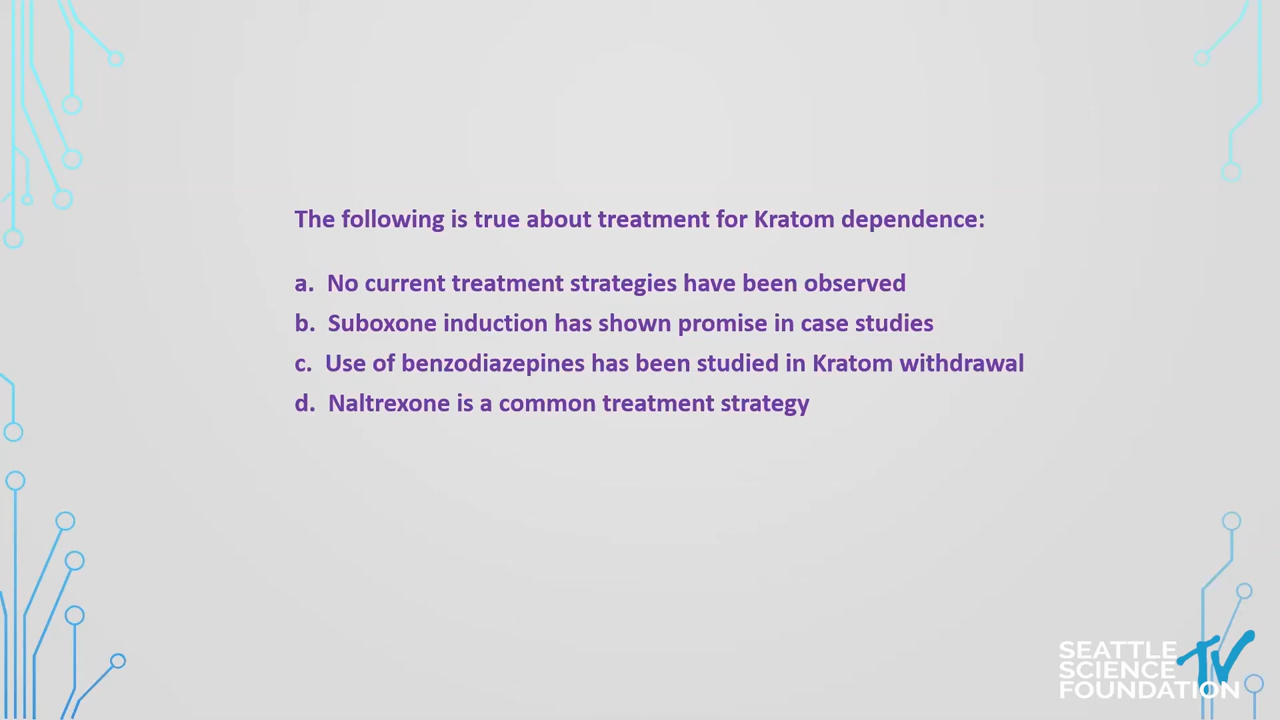 The following is true about treatment for Kratom dependence:
a. No current treatment strategies have been observed
b. Suboxone induction has shown promise in case studies
c. Use of benzodiazepines has been studied in Kratom withdrawal
d. Naltrexone is a common treatment strategy
SEATTLE
SCIENCE
FOUNDATION
TV